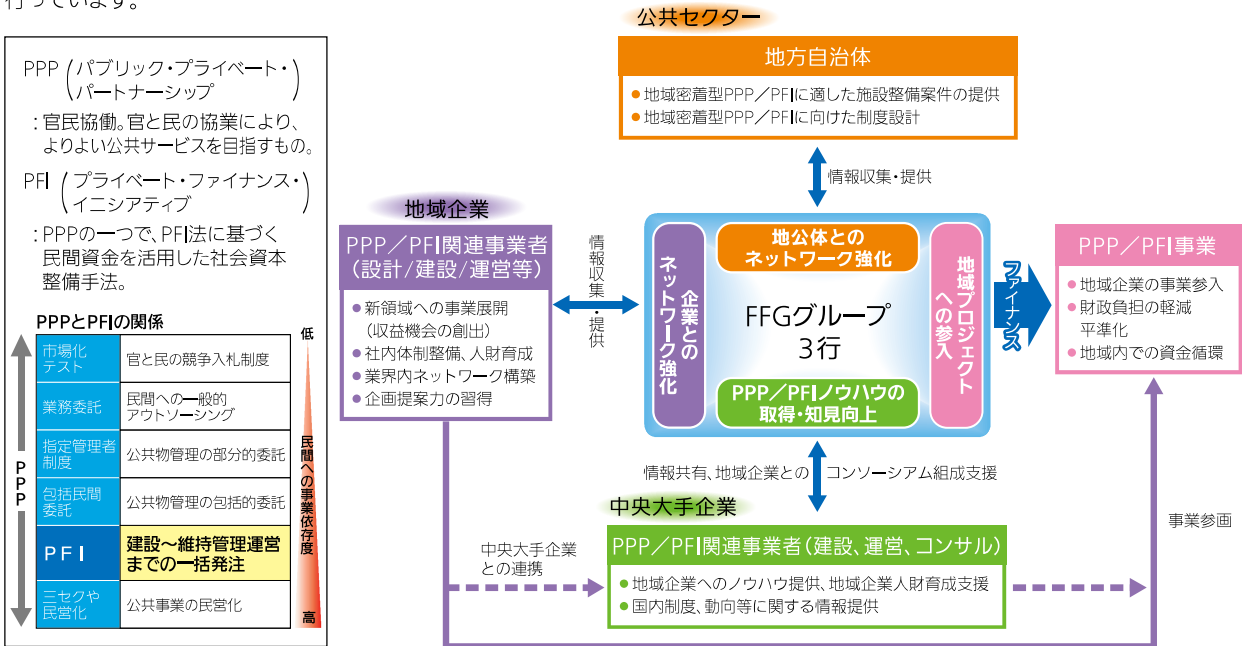 行っています。
PPP(パブリック・プライベート・
パートナーシップ)
:官民協働。官と民の協業により、
よりよい公共サービスを目指すもの。
PFI(プライベート・ファイナンス・
イニシアティブ)
:PPPの一つで、PFI法に基づく
民間資金を活用した社会資本
整備手法。
PPPとPFIの関係
PPP
市場化
テスト
官と民の競争入札制度
業務委託
民間への一般的
アウトソーシング
指定管理者
制度
公共物管理の部分的委託
包括民間
委託
公共物管理の包括的委託
PFI
建設〜維持管理運営
までの一括発注
三セクや
民営化
公共事業の民営化
低
民間への事業依存度
高
公共セクター
地方自治体
●地域密着型PPP/PFIに適した施設整備案件の提供
●地域密着型PPP/PFIに向けた制度設計
情報収集・提供
地域企業
PPP/PFI関連事業者
(設計/建設/運営等)
●新領域への事業展開
(収益機会の創出)
●社内体制整備、人財育成
●業界内ネットワーク構築
●企画提案力の習得
情報収集・提供
企業との
ネットワーク強化
地公体との
ネットワーク強化
FFGグループ
3行
PPP/PFIノウハウの
取得・知見向上
地域プロジェクト
への参入
ファイナンス
PPP/PFI事業
●地域企業の事業参入
●財政負担の軽減
平準化
●地域内での資金循環
情報共有、地域企業との コンソーシアム組成支援
中央大手企業
PPP/PFI関連事業者(建設、運営、コンサル)
●地域企業へのノウハウ提供、地域企業人財育成支援
●国内制度、動向等に関する情報提供
中央大手企業
との連携
事業参画